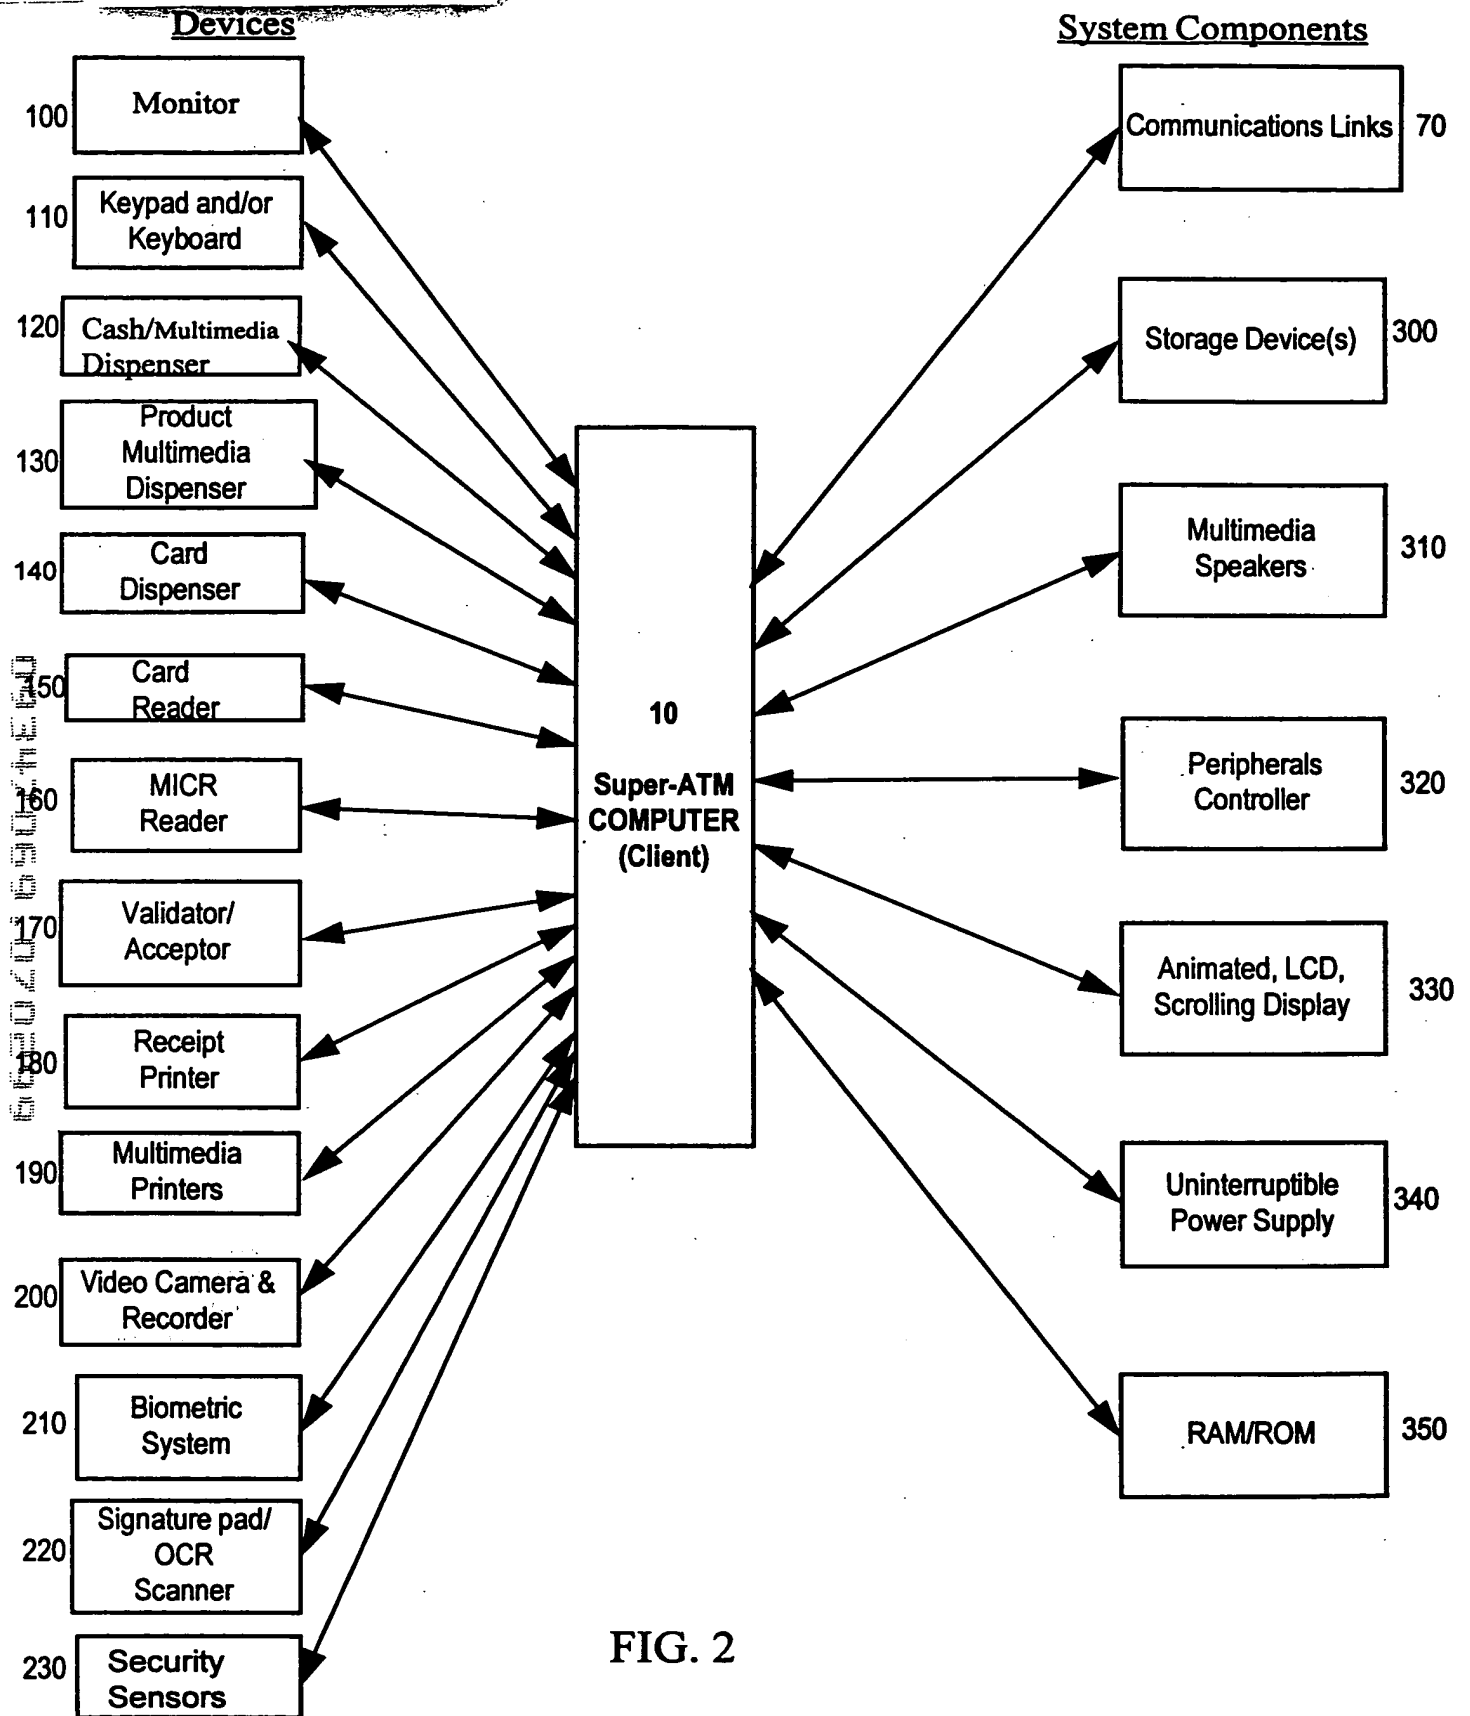 Devices
100
Monitor
110
Keypad and/or
Keyboard
120
Cash/Multimedia
Dispenser
130
Product
Multimedia
Dispenser
140
Card
Dispenser
150
Card
Reader
160
MICR
Reader
170
Validator/
Acceptor
180
Receipt
Printer
190
Multimedia
Printers
200
Video Camera &
Recorder
210
Biometric
System
220
Signature pad/
OCR
Scanner
230
Security
Sensors
10
Super-ATM
COMPUTER
(Client)
System Components
Communications Links
70
Storage Device(s)
300
Multimedia
Speakers
310
Peripherals
Controller
320
Animated, LCD,
Scrolling Display
330
Uninterruptible
Power Supply
340
RAM/ROM
350
FIG. 2